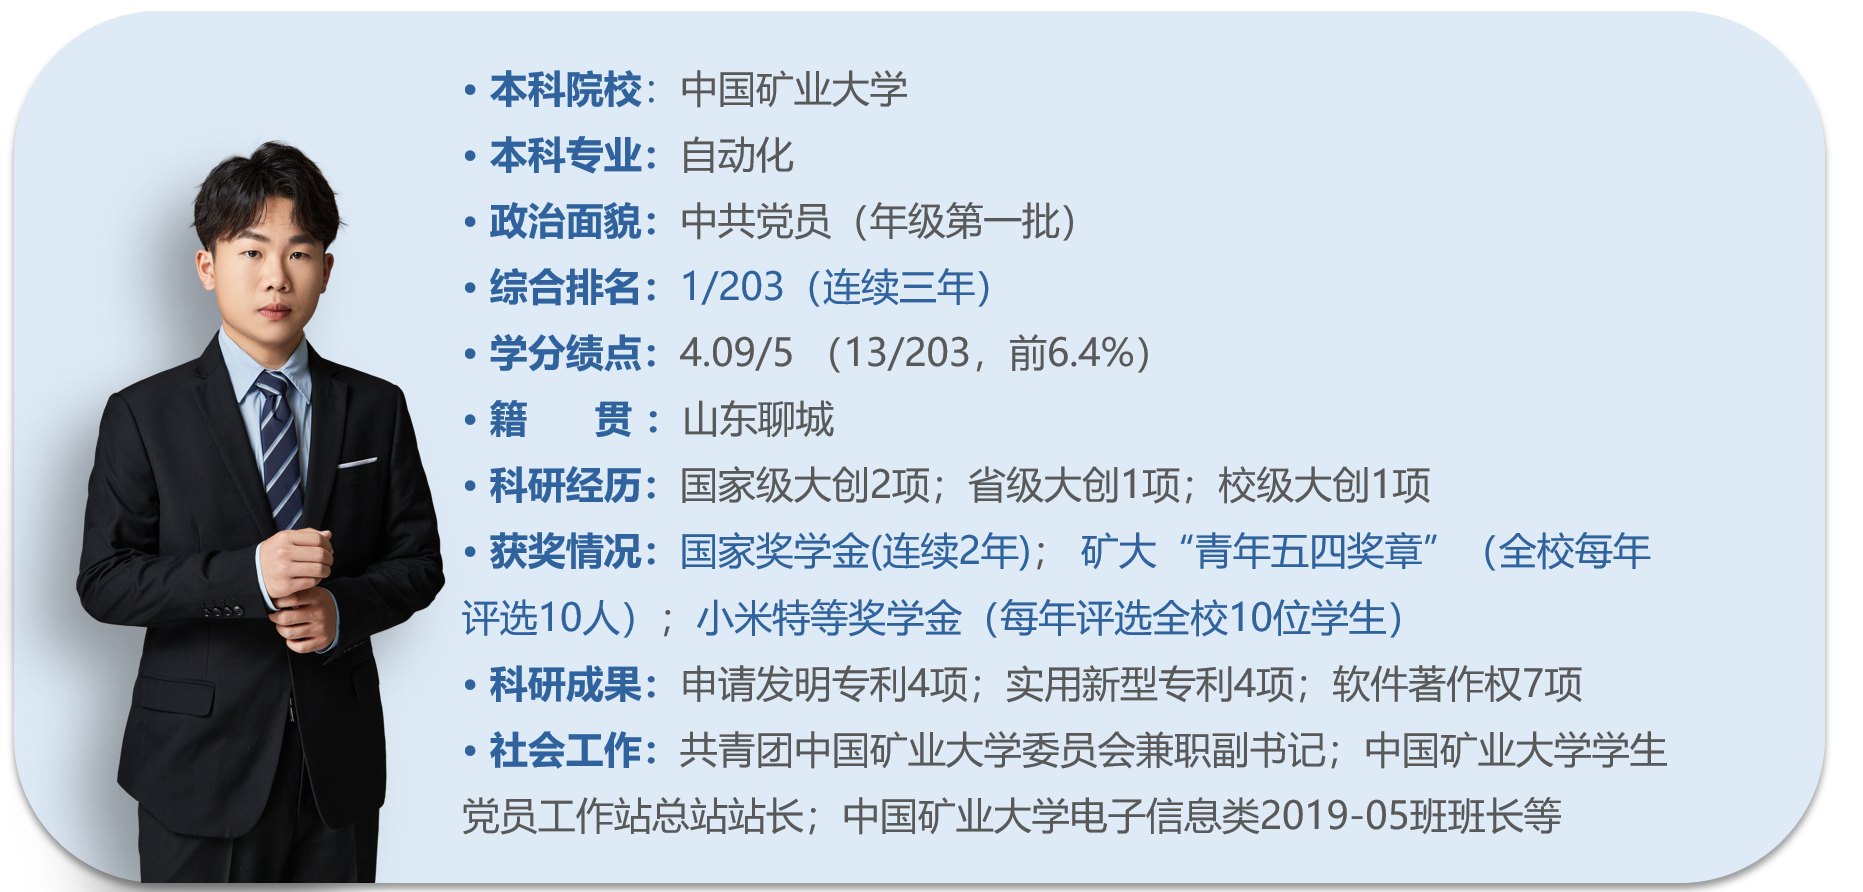 • 本科院校：中国矿业大学
• 本科专业：自动化
• 政治面貌：中共党员（年级第一批）
• 综合排名：1/203（连续三年）
• 学分绩点：4.09/5 （13/203，前6.4%）
• 籍 贯 ：山东聊城
• 科研经历：国家级大创2项；省级大创1项；校级大创1项
• 获奖情况：国家奖学金(连续2年)； 矿大“青年五四奖章” （全校每年
评选10人）；小米特等奖学金（每年评选全校10位学生）
• 科研成果：申请发明专利4项；实用新型专利4项；软件著作权7项
• 社会工作：共青团中国矿业大学委员会兼职副书记；中国矿业大学学生
党员工作站总站站长；中国矿业大学电子信息类2019-05班班长等